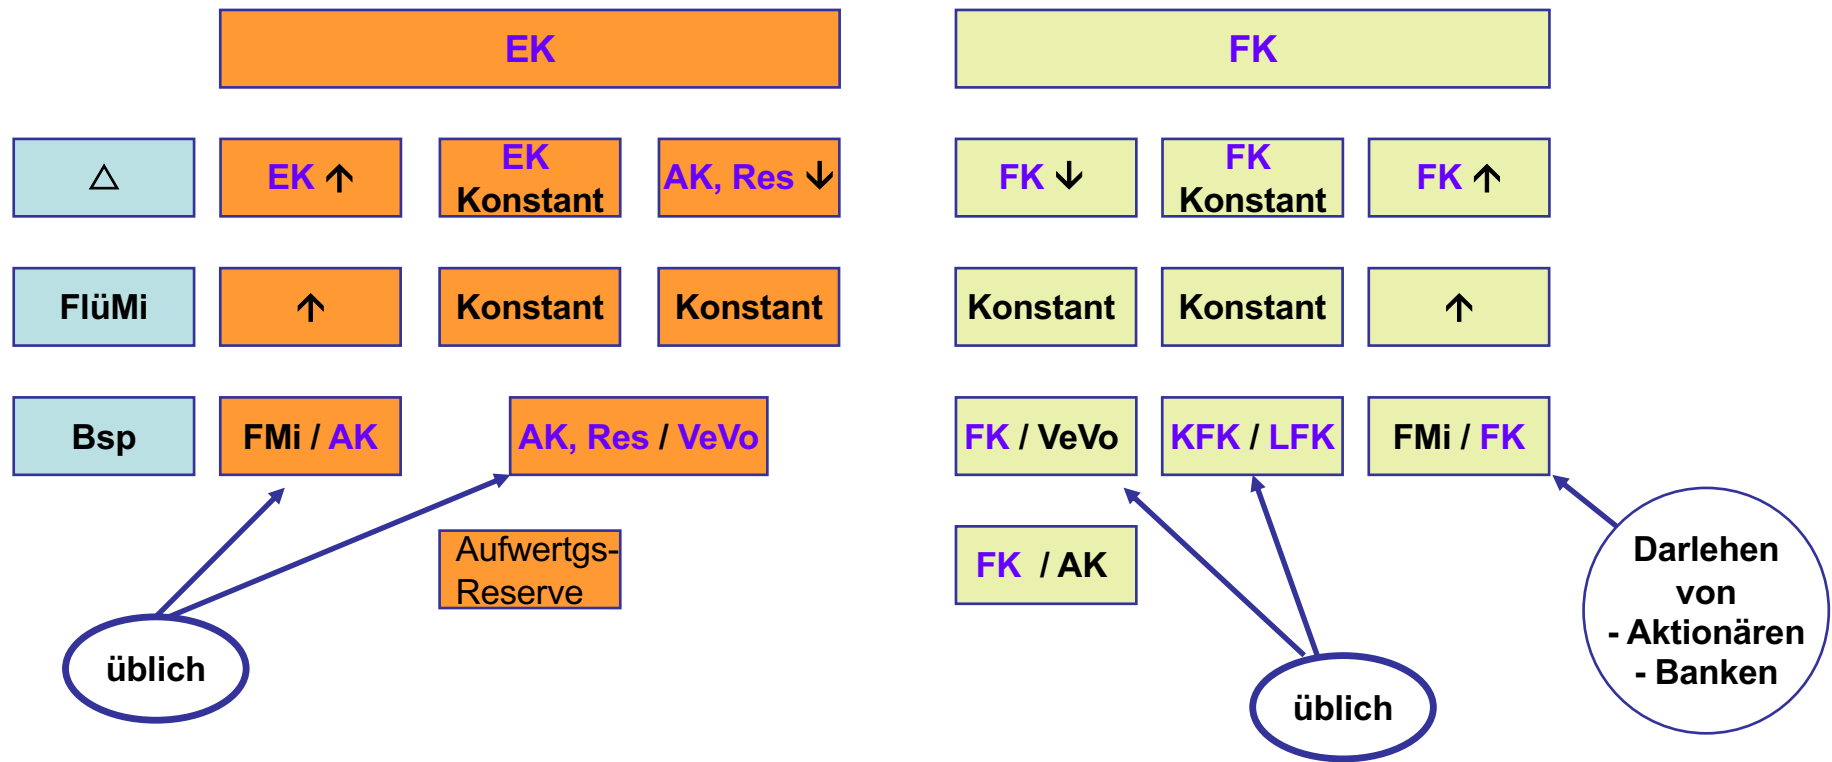 EK
FK
△
EK ↑
EK
Konstant
AK, Res ↓
FK ↓
FK
Konstant
FK ↑
FlüMi
↑
Konstant
Konstant
Konstant
Konstant
↑
Bsp
FMi / AK
AK, Res / VeVo
FK / VeVo
KFK / LFK
FMi / FK
Aufwertgs-
Reserve
FK / AK
Darlehen
von
- Aktionären
- Banken
üblich
üblich